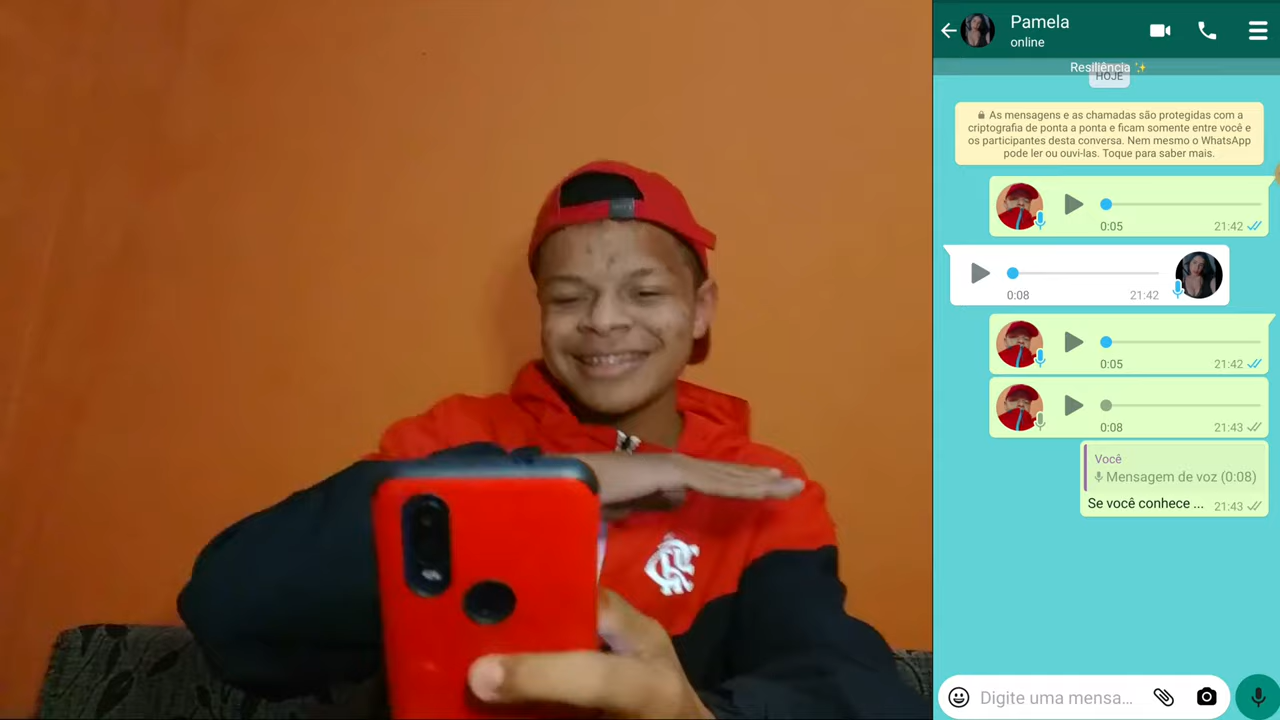 Pamela
online
Resiliência ✨
HOJE
As mensagens e as chamadas são protegidas com a
criptografia de ponta a ponta e ficam somente entre você e
os participantes desta conversa. Nem mesmo o WhatsApp
pode ler ou ouvi-las. Toque para saber mais.
0:05 21:42
0:08 21:42
0:05 21:42
0:08 21:43
Você
Mensagem de voz (0:08)
Se você conhece ... 21:43
Digite uma mensa...